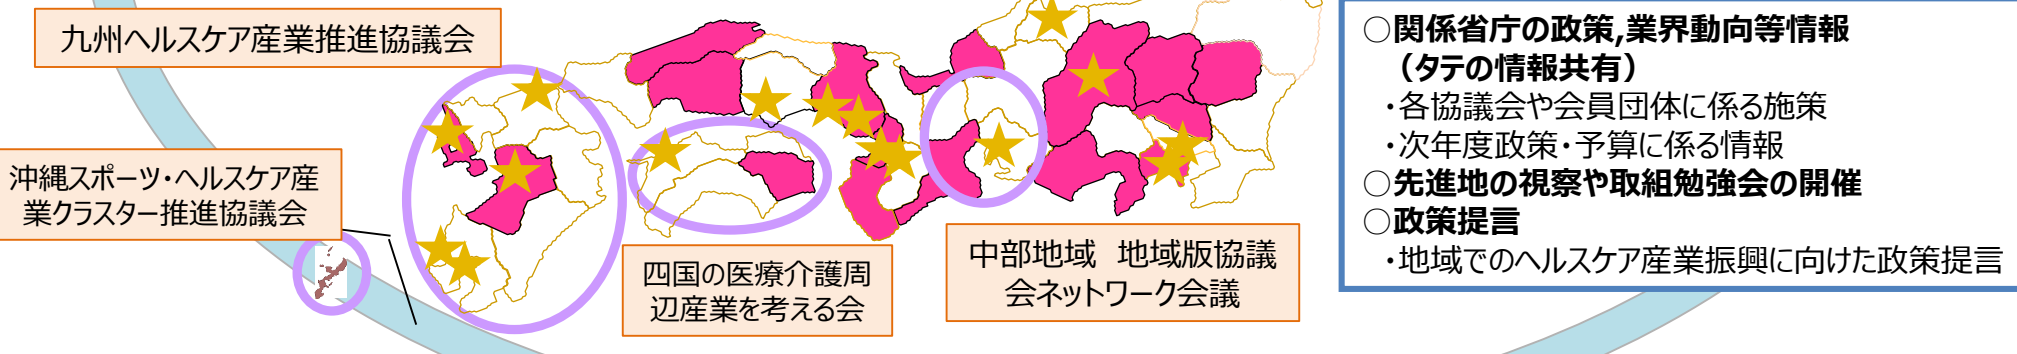 九州ヘルスケア産業推進協議会
沖縄スポーツ・ヘルスケア産
業クラスター推進協議会
四国の医療介護周
辺産業を考える会
中部地域 地域版協議
会ネットワーク会議
○関係省庁の政策,業界動向等情報
（タテの情報共有）
・各協議会や会員団体に係る施策
・次年度政策・予算に係る情報
○先進地の視察や取組勉強会の開催
○政策提言
・地域でのヘルスケア産業振興に向けた政策提言